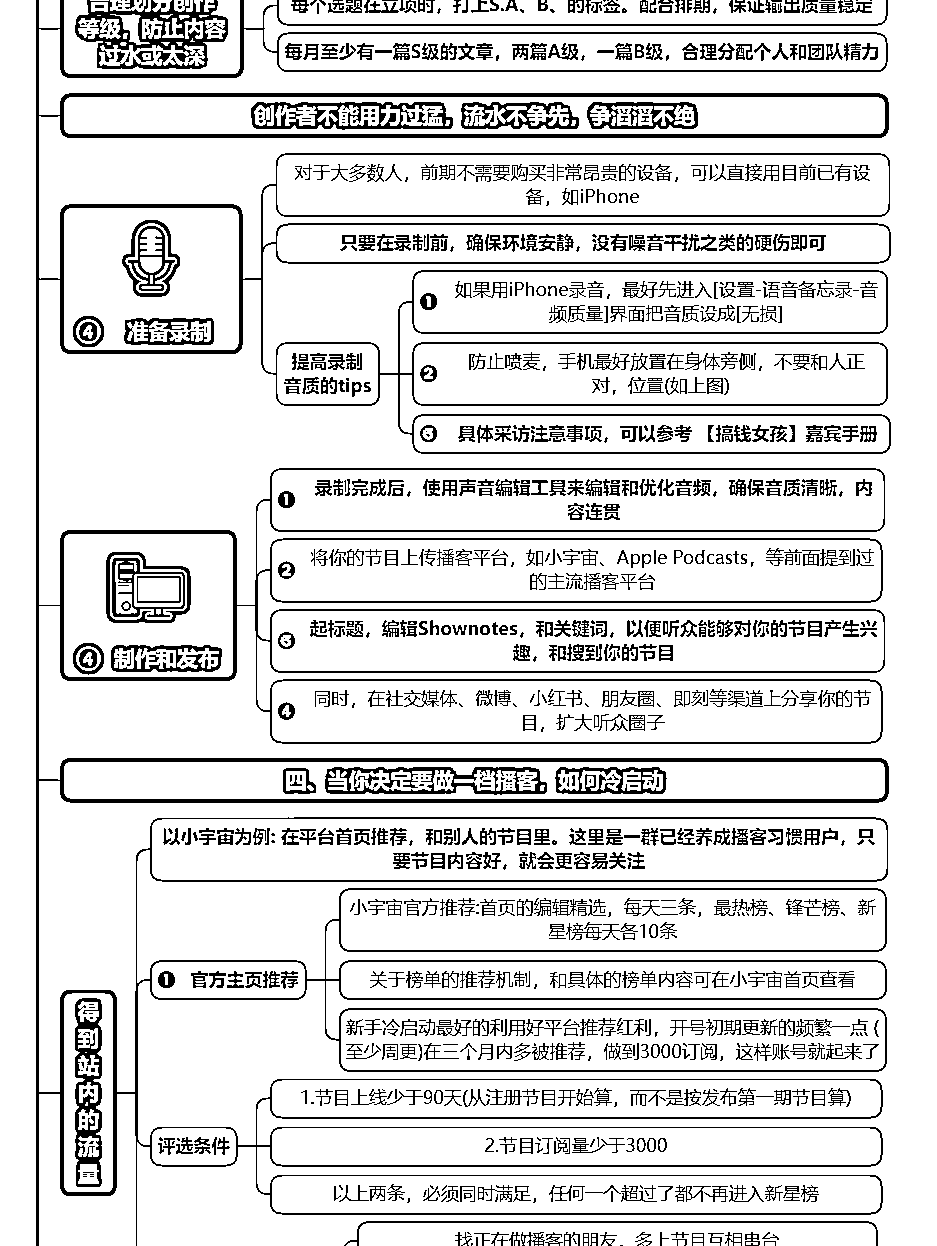 合理划分创作
等级，防止内容
过水或太深
每个选题在立项时，打上S.A、B、的标签。配合排期，保证输出质量稳定
每月至少有一篇S级的文章，两篇A级，一篇B级，合理分配个人和团队精力
创作者不能用力过猛，流水不争先，争滔滔不绝
④ 准备录制
对于大多数人，前期不需要购买非常昂贵的设备，可以直接用目前已有设
备，如iPhone
只要在录制前，确保环境安静，没有噪音干扰之类的硬伤即可
提高录制
音质的tips
❶ 如果用iPhone录音，最好先进入[设置-语音备忘录-音
频质量]界面把音质设成[无损]
❷ 防止喷麦，手机最好放置在身体旁侧，不要和人正
对，位置(如上图)
❸ 具体采访注意事项，可以参考 【搞钱女孩】嘉宾手册
④ 制作和发布
❶ 录制完成后，使用声音编辑工具来编辑和优化音频，确保音质清晰，内
容连贯
❷ 将你的节目上传播客平台，如小宇宙、Apple Podcasts，等前面提到过
的主流播客平台
❸ 起标题，编辑Shownotes，和关键词，以便听众能够对你的节目产生兴
趣，和搜到你的节目
❹ 同时，在社交媒体、微博、小红书、朋友圈、即刻等渠道上分享你的节
目，扩大听众圈子
四、当你决定要做一档播客，如何冷启动
得到站内的流量
以小宇宙为例: 在平台首页推荐，和别人的节目里。这里是一群已经养成播客习惯用户，只
要节目内容好，就会更容易关注
❶ 官方主页推荐
小宇宙官方推荐:首页的编辑精选，每天三条，最热榜、锋芒榜、新
星榜每天各10条
关于榜单的推荐机制，和具体的榜单内容可在小宇宙首页查看
新手冷启动最好的利用好平台推荐红利，开号初期更新的频繁一点 (
至少周更)在三个月内多被推荐，做到3000订阅，这样账号就起来了
评选条件
1.节目上线少于90天(从注册节目开始算，而不是按发布第一期节目算)
2.节目订阅量少于3000
以上两条，必须同时满足，任何一个超过了都不再进入新星榜
找正在做播客的朋友，多上节目互相串台